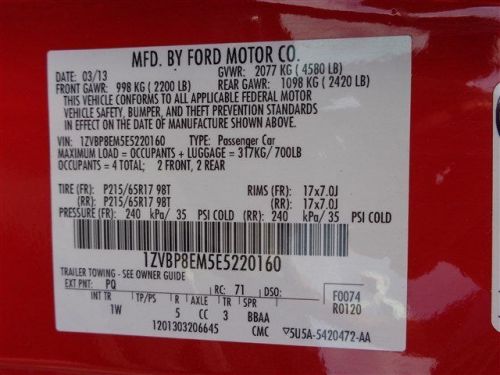 MFD. BY FORD MOTOR CO.
DATE: 03/13 GVWR: 2077 KG (4580 LB)
FRONT GAWR: 998 KG (2200 LB) REAR GAWR: 1098 KG (2420 LB)
THIS VEHICLE CONFORMS TO ALL APPLICABLE FEDERAL MOTOR
VEHICLE SAFETY, BUMPER, AND THEFT PREVENTION STANDARDS
IN EFFECT ON THE DATE OF MANUFACTURE SHOWN ABOVE.
VIN: 1ZVBP8EM5E5220160 TYPE: Passenger Car
MAXIMUM LOAD = OCCUPANTS + LUGGAGE = 317KG/700LB
OCCUPANTS = 4 TOTAL; 2 FRONT, 2 REAR
TIRE (FR): P215/65R17 98T RIMS (FR): 17x7.0J
TIRE (RR): P215/65R17 98T RIMS (RR): 17x7.0J
PRESSURE (FR): 240 kPa/ 35 PSI COLD (RR): 240 kPa/ 35 PSI COLD
1ZVBP8EM5E5220160
TRAILER TOWING - SEE OWNER GUIDE
EXT PNT: PQ RC: 71 DSO: F0074
INT TR TP/PS R AXLE TR SPR R0120
1W 5 CC 3 BBAA
1201303206645 CMC 5U5A-5420472-AA